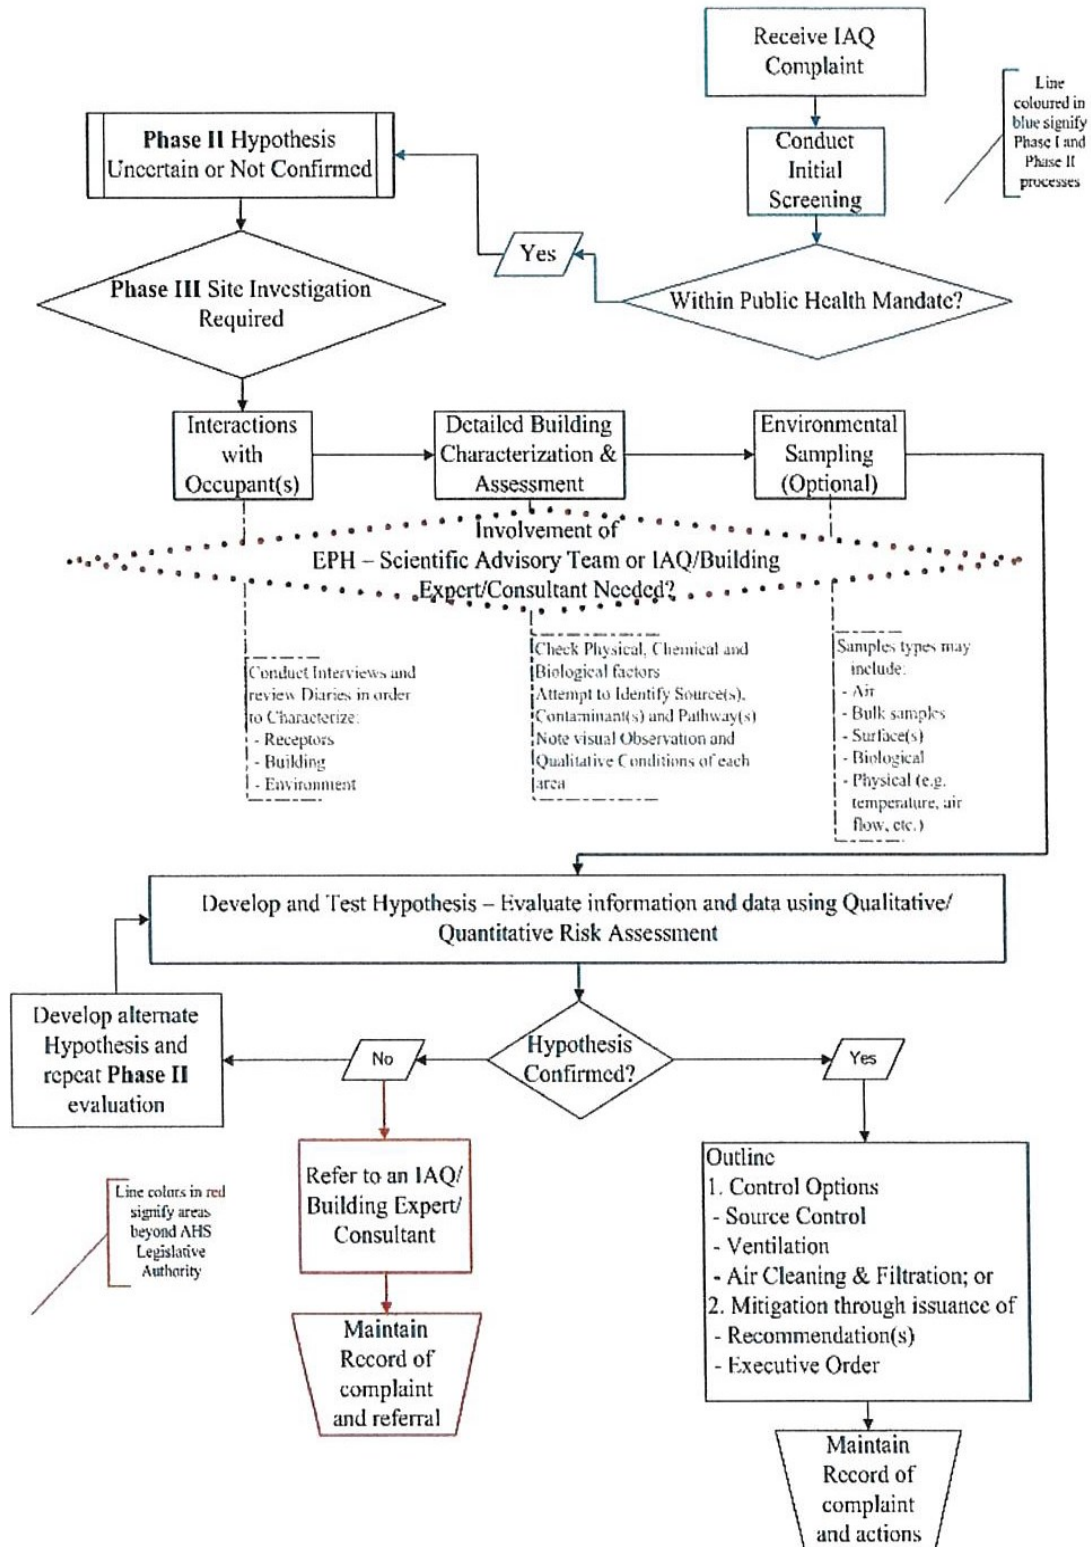 Receive IAQ
Complaint
Line
coloured in
blue signify
Phase I and
Phase II
processes
Conduct
Initial
Screening
Phase II Hypothesis
Uncertain or Not Confirmed
Yes
Within Public Health Mandate?
Phase III Site Investigation
Required
Interactions
with
Occupant(s)
Detailed Building
Characterization &
Assessment
Environmental
Sampling
(Optional)
Involvement of
EPH – Scientific Advisory Team or IAQ/Building
Expert/Consultant Needed?
Conduct Interviews and
review Diaries in order
to Characterize:
- Receptors
- Building
- Environment
Check Physical, Chemical and
Biological factors
Attempt to Identify Source(s),
Contaminant(s) and Pathway(s)
Note visual Observation and
Qualitative Conditions of each
area
Samples types may
include:
- Air
- Bulk samples
- Surface(s)
- Biological
- Physical (e.g.
temperature, air
flow, etc.)
Develop and Test Hypothesis – Evaluate information and data using Qualitative/
Quantitative Risk Assessment
Develop alternate
Hypothesis and
repeat Phase II
evaluation
No
Hypothesis
Confirmed?
Yes
Line colors in red
signify areas
beyond AHS
Legislative
Authority
Refer to an IAQ/
Building Expert/
Consultant
Maintain
Record of
complaint
and referral
Outline
1. Control Options
- Source Control
- Ventilation
- Air Cleaning & Filtration; or
2. Mitigation through issuance of
- Recommendation(s)
- Executive Order
Maintain
Record of
complaint
and actions